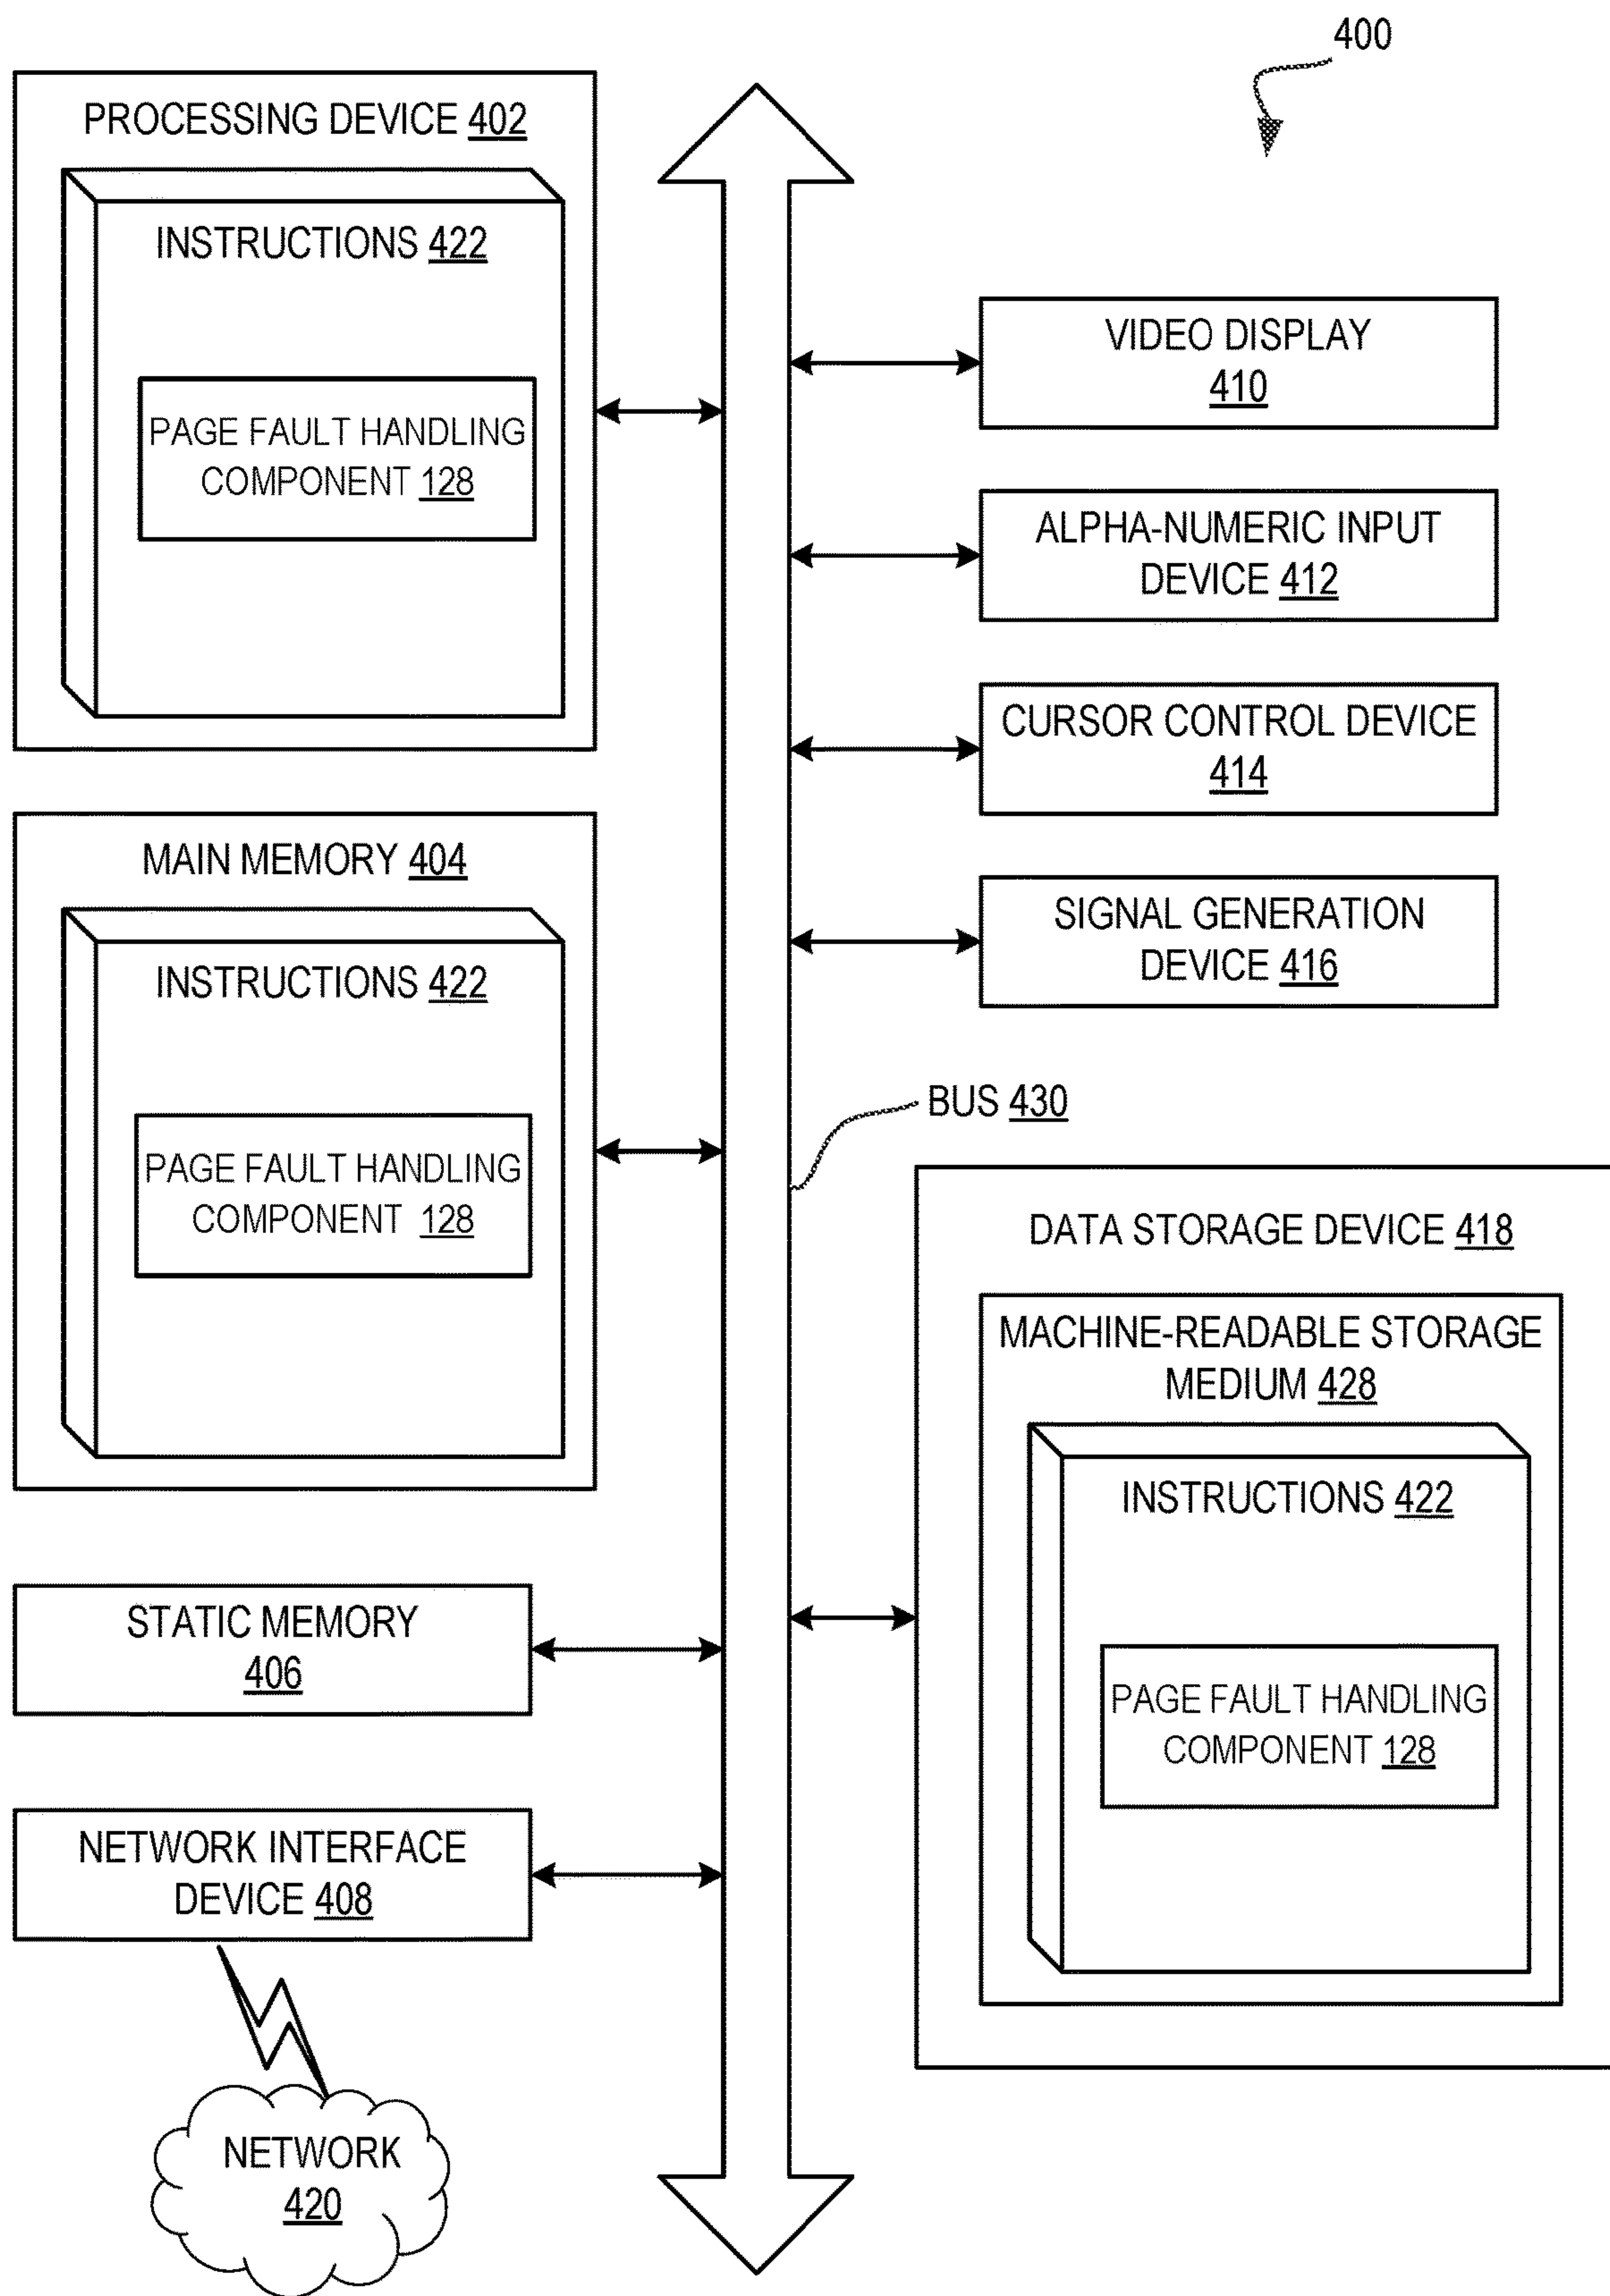 400
PROCESSING DEVICE 402
INSTRUCTIONS 422
PAGE FAULT HANDLING
COMPONENT 128
MAIN MEMORY 404
INSTRUCTIONS 422
PAGE FAULT HANDLING
COMPONENT 128
STATIC MEMORY
406
NETWORK INTERFACE
DEVICE 408
NETWORK
420
VIDEO DISPLAY
410
ALPHA-NUMERIC INPUT
DEVICE 412
CURSOR CONTROL DEVICE
414
SIGNAL GENERATION
DEVICE 416
BUS 430
DATA STORAGE DEVICE 418
MACHINE-READABLE STORAGE
MEDIUM 428
INSTRUCTIONS 422
PAGE FAULT HANDLING
COMPONENT 128